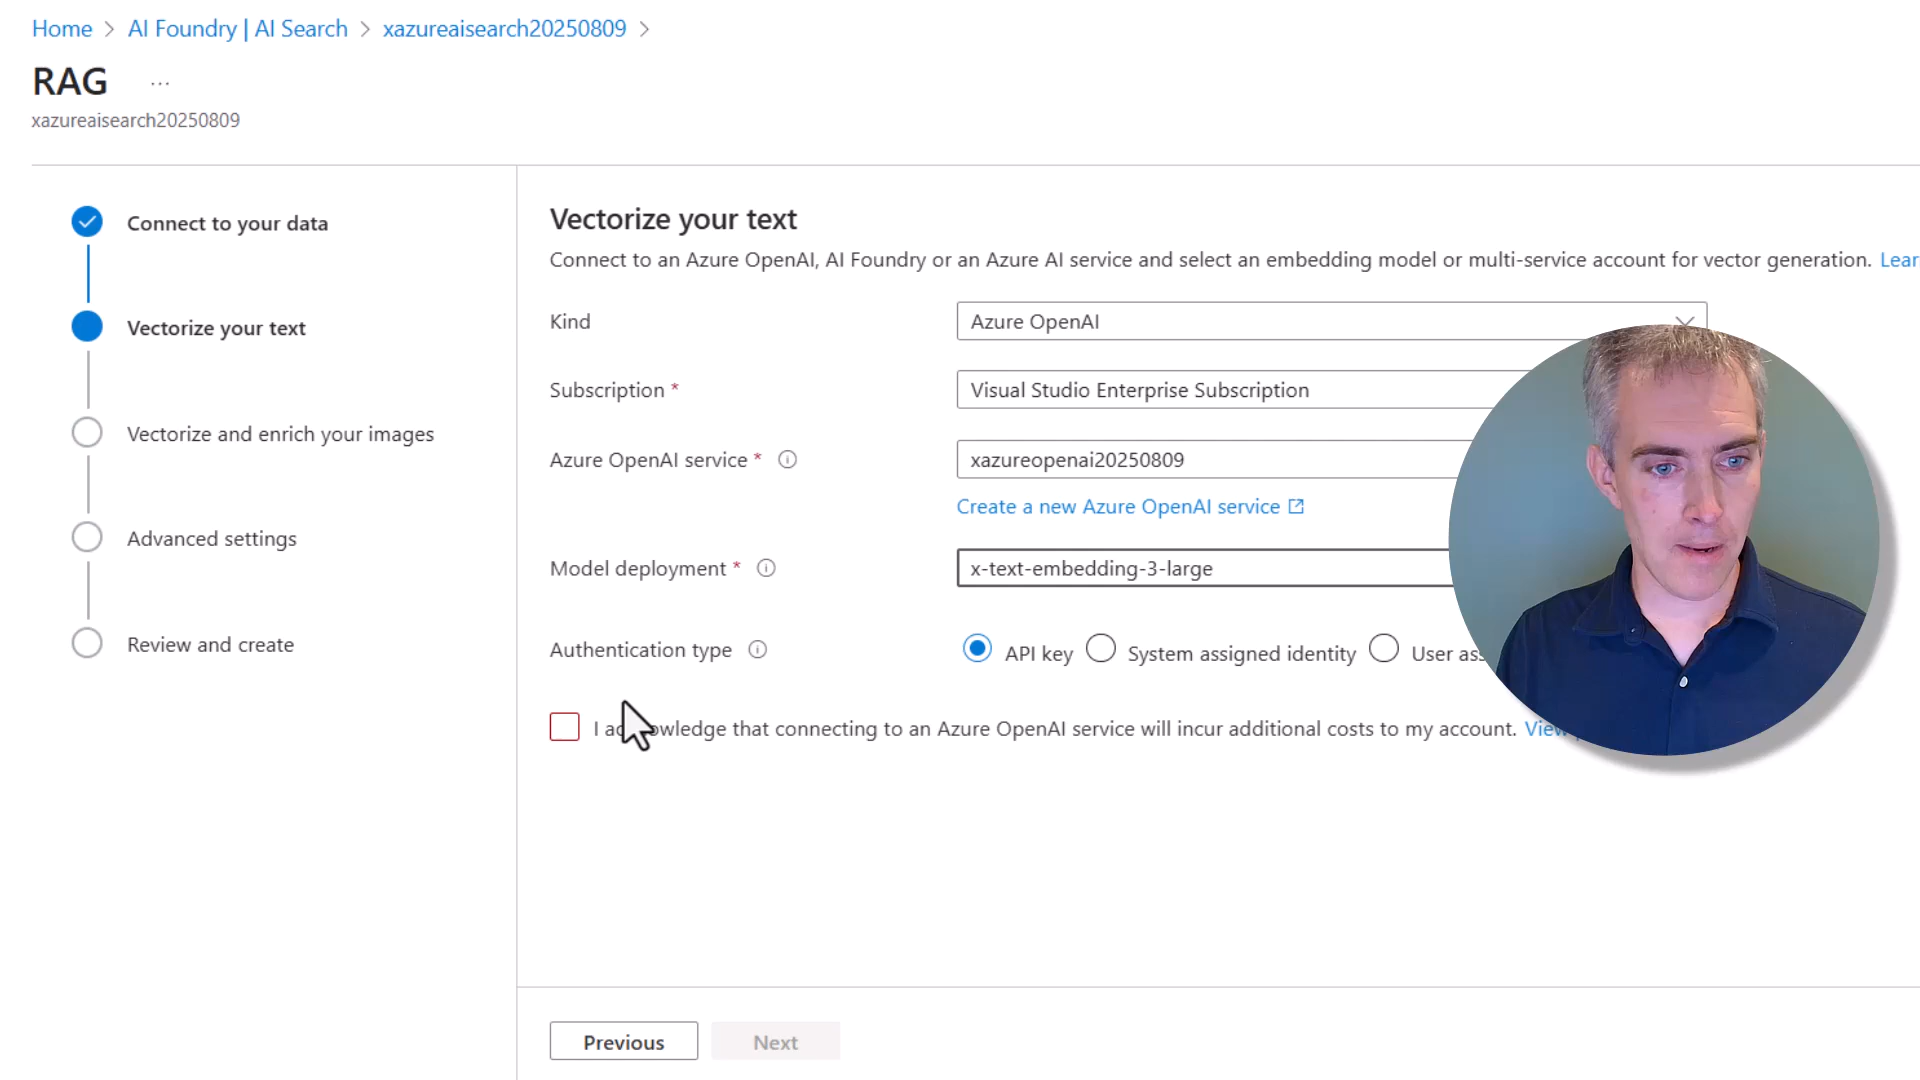 Home > AI Foundry | AI Search > xazureaisearch20250809 >
RAG ...
xazureaisearch20250809
Connect to your data
Vectorize your text
Vectorize and enrich your images
Advanced settings
Review and create
Vectorize your text
Connect to an Azure OpenAI, AI Foundry or an Azure AI service and select an embedding model or multi-service account for vector generation. Lear
Kind
Azure OpenAI
Subscription *
Visual Studio Enterprise Subscription
Azure OpenAI service *
xazureopenai20250809
Create a new Azure OpenAI service
Model deployment *
x-text-embedding-3-large
Authentication type
API key System assigned identity User
I that connecting to an Azure OpenAI service will incur additional costs to my account. View
Previous
Next